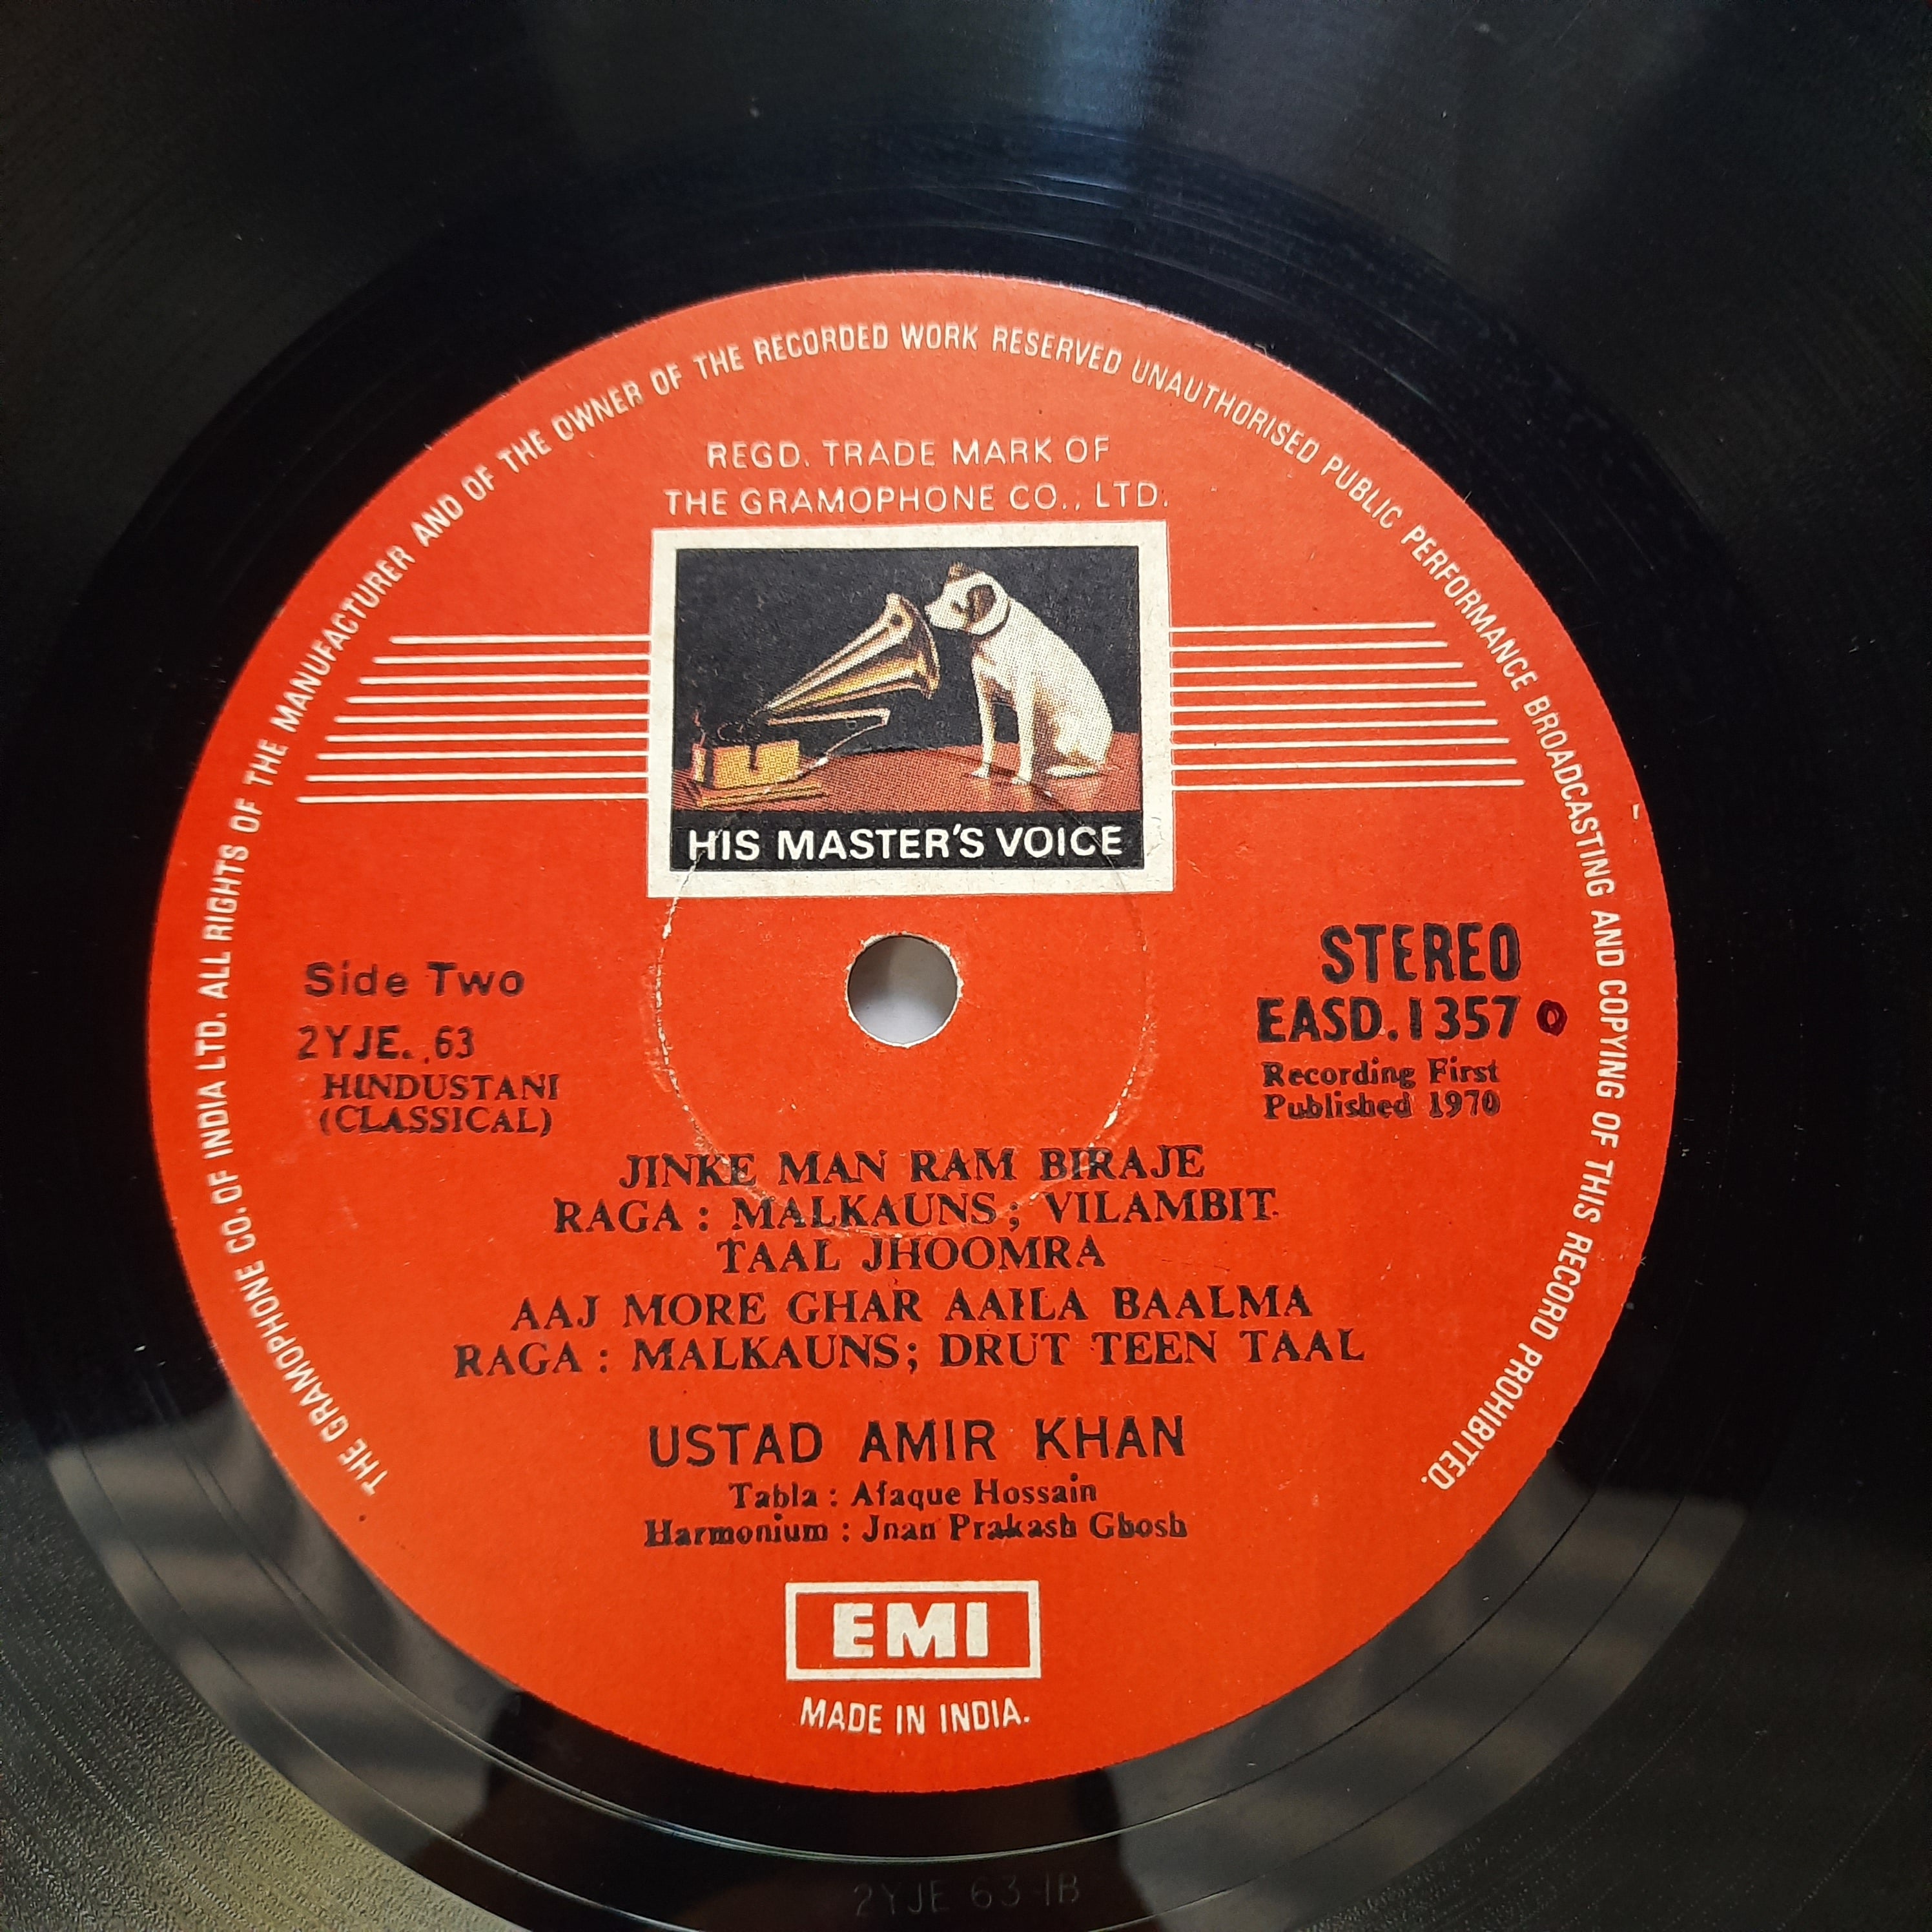 THE GRAMOPHONE CO. OF INDIA LTD. ALL RIGHTS OF THE MANUFACTURER AND OF THE OWNER OF THE RECORDED WORK RESERVED UNAUTHORISED PUBLIC PERFORMANCE BROADCASTING AND COPYING OF THIS RECORD PROHIBITED.
REGD. TRADE MARK OF
THE GRAMOPHONE CO., LTD.
HIS MASTER'S VOICE
Side Two
2YJE. 63
HINDUSTANI
(CLASSICAL)
STEREO
EASD. 1357
Recording First
Published 1970
JINKE MAN RAM BIRAJE
RAGA : MALKAUNS; VILAMBIT
TAAL JHOOMRA
AAJ MORE GHAR AAILA BAALMA
RAGA : MALKAUNS; DRUT TEEN TAAL
USTAD AMIR KHAN
Tabla : Afaque Hossain
Harmonium : Jnan Prakash Ghosh
EMI
MADE IN INDIA.
2YJE 63-1B